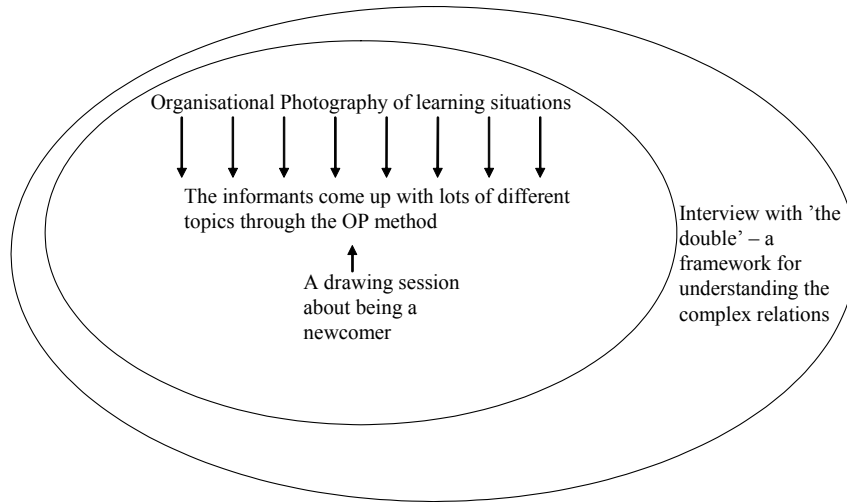 Organisational Photography of learning situations
The informants come up with lots of different
topics through the OP method
A drawing session
about being a
newcomer
Interview with ’the
double’ – a
framework for
understanding the
complex relations